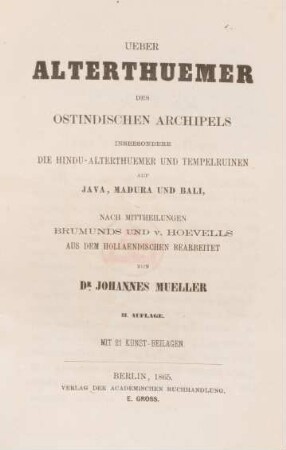 UEBER
ALTERTHUEMER
DES
OSTINDISCHEN ARCHIPELS
INSBESONDERE
DIE HINDU-ALTERTHUEMER UND TEMPELRUINEN
AUF
JAVA, MADURA UND BALI,
NACH MITTHEILUNGEN
BRUMUNDS UND v. HOEVELLS
AUS DEM HOLLAENDISCHEN BEARBEITET
VON
DR. JOHANNES MUELLER
II. AUFLAGE.
MIT 21 KUNST-BEILAGEN
BERLIN, 1865.
VERLAG DER ACADEMISCHEN BUCHHANDLUNG.
E. GROSS.